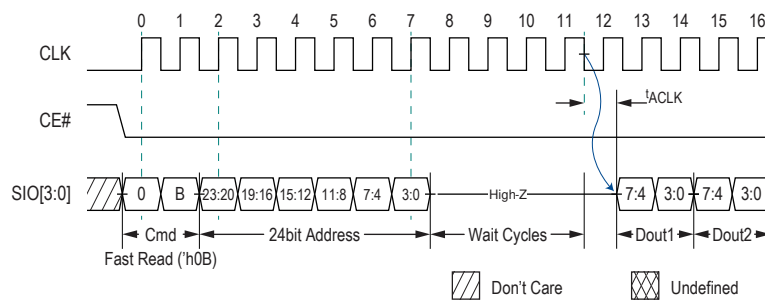 0 1 2 3 4 5 6 7 8 9 10 11 12 13 14 15 16
CLK
tACLK
CE#
SIO[3:0] 0 B 23:20 19:16 15:12 11:8 7:4 3:0 High-Z 7:4 3:0 7:4 3:0
Cmd 24bit Address Wait Cycles Dout1 Dout2
Fast Read ('h0B)
Don't Care Undefined